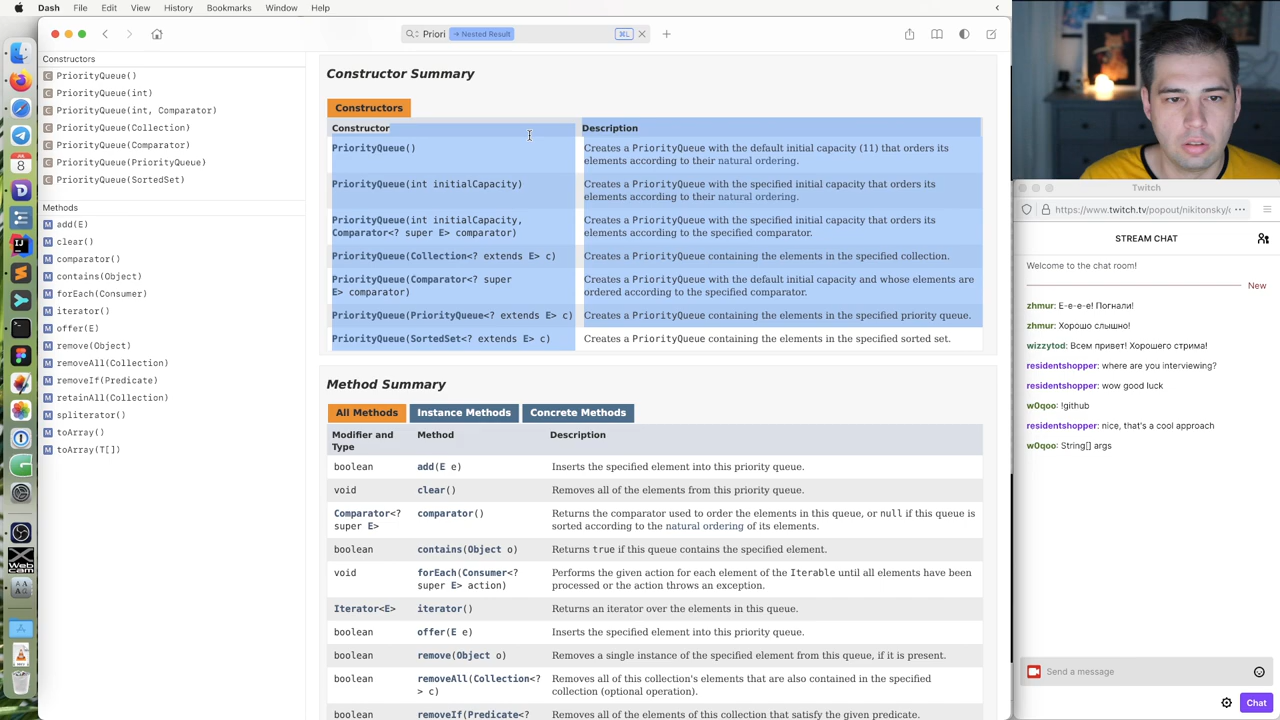 Dash File Edit View History Bookmarks Window Help
Priori Nested Result ⌘L
Constructors
PriorityQueue()
PriorityQueue(int)
PriorityQueue(int, Comparator)
PriorityQueue(Collection)
PriorityQueue(Comparator)
PriorityQueue(PriorityQueue)
PriorityQueue(SortedSet)
Methods
add(E)
clear()
comparator()
contains(Object)
forEach(Consumer)
iterator()
offer(E)
remove(Object)
removeAll(Collection)
removeIf(Predicate)
retainAll(Collection)
spliterator()
toArray()
toArray(T[])
Constructor Summary
Constructors
Constructor Description
PriorityQueue() Creates a PriorityQueue with the default initial capacity (11) that orders its
elements according to their natural ordering.
PriorityQueue(int initialCapacity) Creates a PriorityQueue with the specified initial capacity that orders its
elements according to their natural ordering.
PriorityQueue(int initialCapacity, Creates a PriorityQueue with the specified initial capacity that orders its
Comparator<? super E> comparator) elements according to the specified comparator.
PriorityQueue(Collection<? extends E> c) Creates a PriorityQueue containing the elements in the specified collection.
PriorityQueue(Comparator<? super Creates a PriorityQueue with the default initial capacity and whose elements are
E> comparator) ordered according to the specified comparator.
PriorityQueue(PriorityQueue<? extends E> c) Creates a PriorityQueue containing the elements in the specified priority queue.
PriorityQueue(SortedSet<? extends E> c) Creates a PriorityQueue containing the elements in the specified sorted set.
Method Summary
All Methods Instance Methods Concrete Methods
Modifier and Method Description
Type
boolean add(E e) Inserts the specified element into this priority queue.
void clear() Removes all of the elements from this priority queue.
Comparator<? comparator() Returns the comparator used to order the elements in this queue, or null if this queue is
super E> sorted according to the natural ordering of its elements.
boolean contains(Object o) Returns true if this queue contains the specified element.
void forEach(Consumer<? Performs the given action for each element of the Iterable until all elements have been
super E> action) processed or the action throws an exception.
Iterator<E> iterator() Returns an iterator over the elements in this queue.
boolean offer(E e) Inserts the specified element into this priority queue.
boolean remove(Object o) Removes a single instance of the specified element from this queue, if it is present.
boolean removeAll(Collection<? Removes all of this collection's elements that are also contained in the specified
> c) collection (optional operation).
boolean removeIf(Predicate<? Removes all of the elements of this collection that satisfy the given predicate.
JUL
8
Twitch
https://www.twitch.tv/popout/nikitonsky/
STREAM CHAT
Welcome to the chat room!
New
zhmur: Е-е-е-е! Погнали!
zhmur: Хорошо слышно!
wizzytod: Всем привет! Хорошего стрима!
residentshopper: where are you interviewing?
residentshopper: wow good luck
w0qoo: !github
residentshopper: nice, that's a cool approach
w0qoo: String[] args
Send a message
Chat